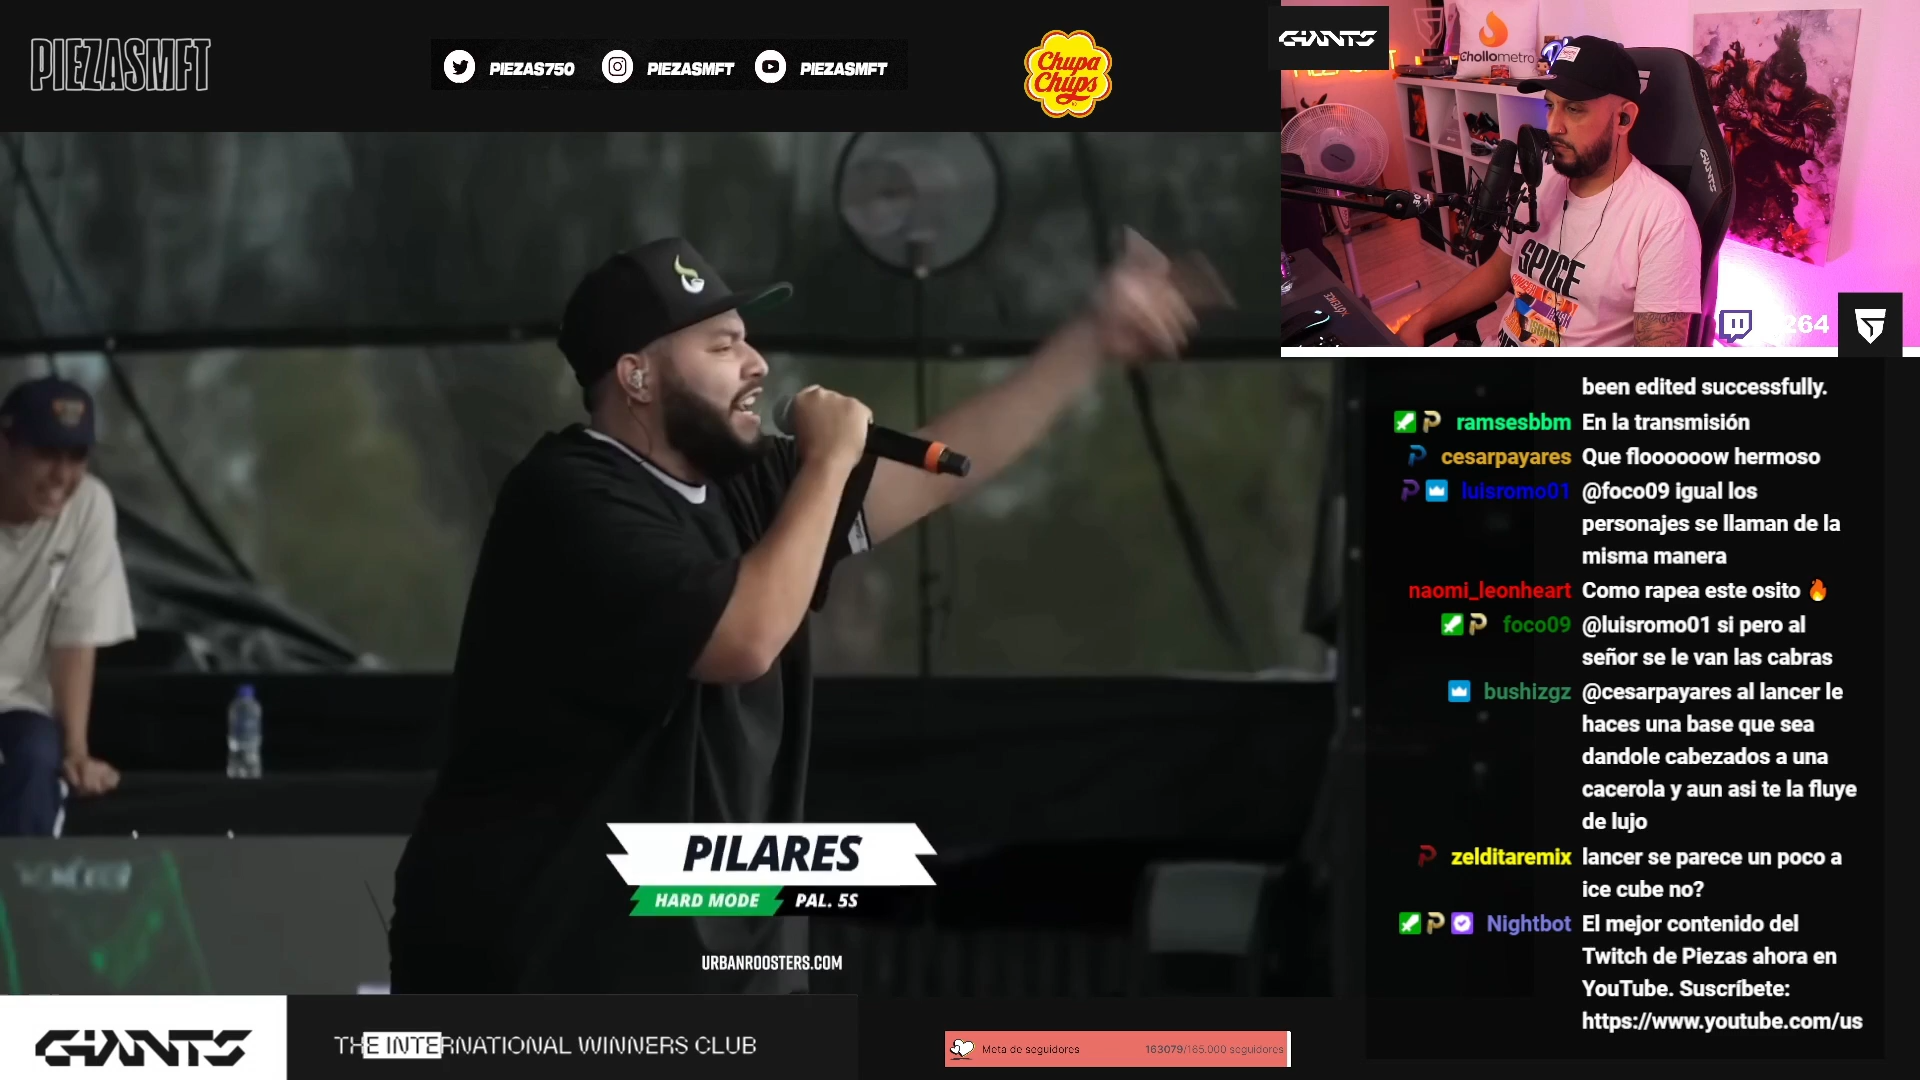 PIEZASMFT
PIEZAS750
PIEZASMFT
PIEZASMFT
Chupa
Chups
GIANTS
Chollometro
GIANTS
SPICE
264
been edited successfully.
ramsesbbm En la transmisión
cesarpayares Que floooooow hermoso
luisromo01 @foco09 igual los
personajes se llaman de la
misma manera
naomi_leonheart Como rapea este osito 🔥
foco09 @luisromo01 si pero al
señor se le van las cabras
bushizgz @cesarpayares al lancer le
haces una base que sea
dandole cabezados a una
cacerola y aun asi te la fluye
de lujo
zelditaremix lancer se parece un poco a
ice cube no?
Nightbot El mejor contenido del
Twitch de Piezas ahora en
YouTube. Suscríbete:
https://www.youtube.com/us
PILARES
HARD MODE PAL. 5S
URBANROOSTERS.COM
GIANTS
THE INTERNATIONAL WINNERS CLUB
Meta de seguidores 163079/165.000 seguidores